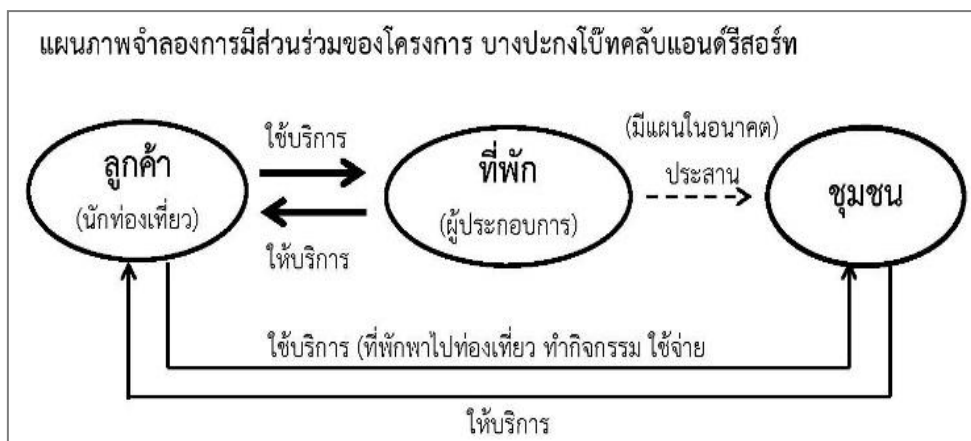 แผนภาพจำลองการมีส่วนร่วมของโครงการ บางปะกงโบ๊ทคลับแอนด์รีสอร์ท
ลูกค้า
(นักท่องเที่ยว)
ใช้บริการ
ให้บริการ
ที่พัก
(ผู้ประกอบการ)
(มีแผนในอนาคต)
ประสาน
ชุมชน
ใช้บริการ (ที่พักพาไปท่องเที่ยว ทำกิจกรรม ใช้จ่าย
ให้บริการ